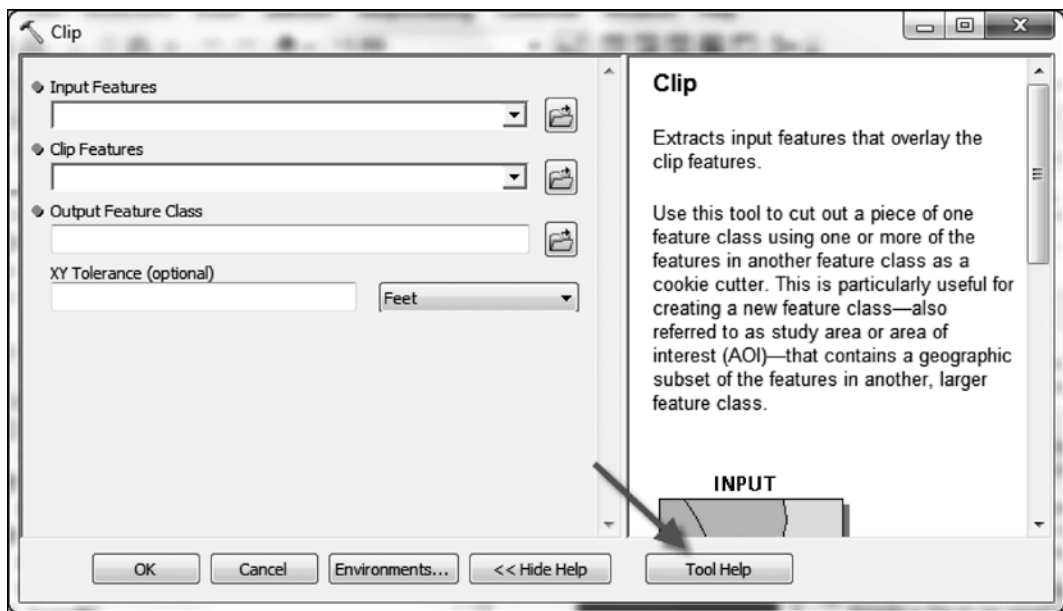 Clip
Input Features
Clip Features
Output Feature Class
XY Tolerance (optional)
Feet
Clip
Extracts input features that overlay the
clip features.
Use this tool to cut out a piece of one
feature class using one or more of the
features in another feature class as a
cookie cutter. This is particularly useful for
creating a new feature class—also
referred to as study area or area of
interest (AOI)—that contains a geographic
subset of the features in another, larger
feature class.
INPUT
OK
Cancel
Environments...
<< Hide Help
Tool Help